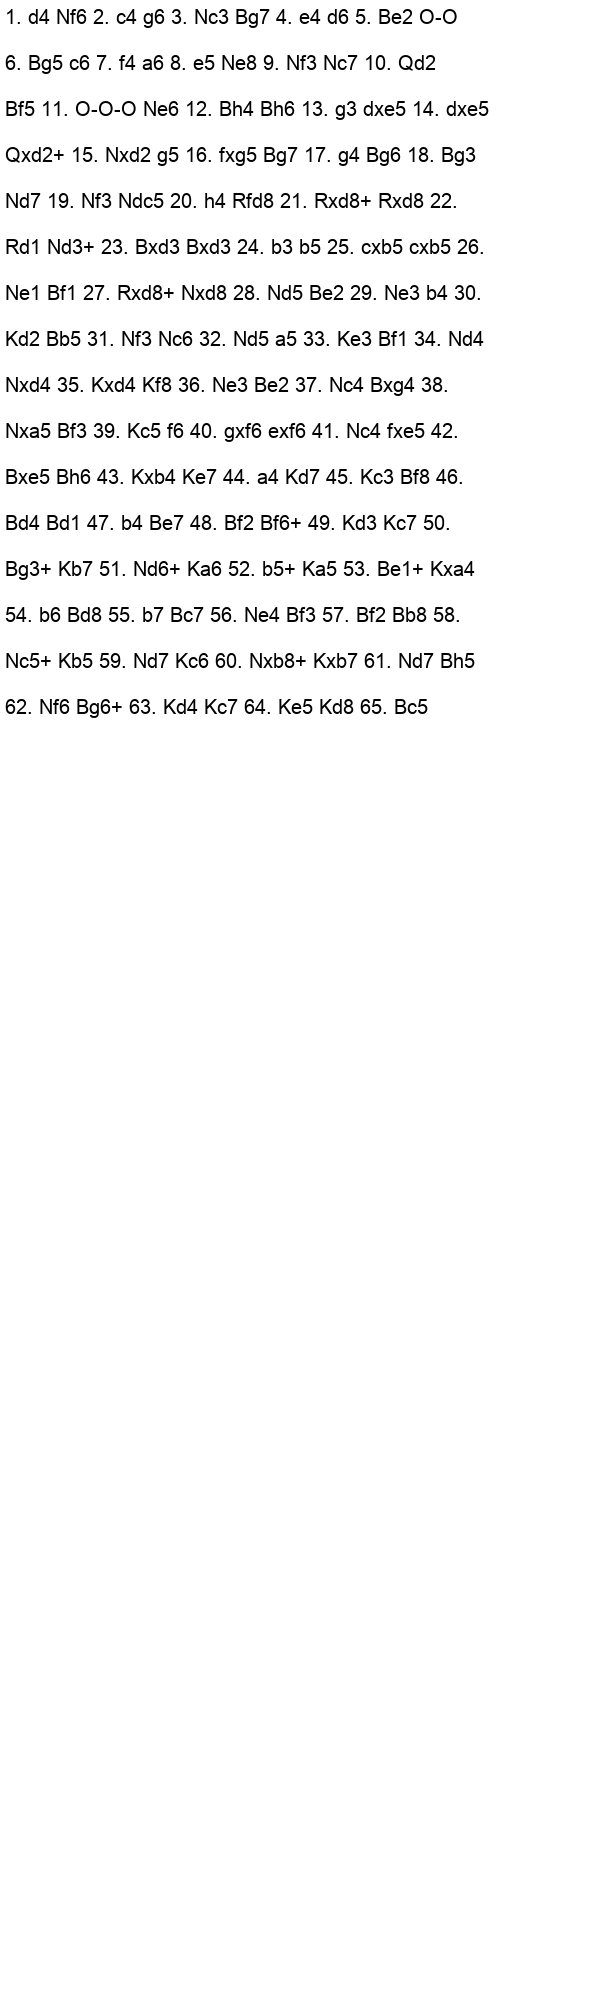 1. d4 Nf6 2. c4 g6 3. Nc3 Bg7 4. e4 d6 5. Be2 O-O
6. Bg5 c6 7. f4 a6 8. e5 Ne8 9. Nf3 Nc7 10. Qd2
Bf5 11. O-O-O Ne6 12. Bh4 Bh6 13. g3 dxe5 14. dxe5
Qxd2+ 15. Nxd2 g5 16. fxg5 Bg7 17. g4 Bg6 18. Bg3
Nd7 19. Nf3 Ndc5 20. h4 Rfd8 21. Rxd8+ Rxd8 22.
Rd1 Nd3+ 23. Bxd3 Bxd3 24. b3 b5 25. cxb5 cxb5 26.
Ne1 Bf1 27. Rxd8+ Nxd8 28. Nd5 Be2 29. Ne3 b4 30.
Kd2 Bb5 31. Nf3 Nc6 32. Nd5 a5 33. Ke3 Bf1 34. Nd4
Nxd4 35. Kxd4 Kf8 36. Ne3 Be2 37. Nc4 Bxg4 38.
Nxa5 Bf3 39. Kc5 f6 40. gxf6 exf6 41. Nc4 fxe5 42.
Bxe5 Bh6 43. Kxb4 Ke7 44. a4 Kd7 45. Kc3 Bf8 46.
Bd4 Bd1 47. b4 Be7 48. Bf2 Bf6+ 49. Kd3 Kc7 50.
Bg3+ Kb7 51. Nd6+ Ka6 52. b5+ Ka5 53. Be1+ Kxa4
54. b6 Bd8 55. b7 Bc7 56. Ne4 Bf3 57. Bf2 Bb8 58.
Nc5+ Kb5 59. Nd7 Kc6 60. Nxb8+ Kxb7 61. Nd7 Bh5
62. Nf6 Bg6+ 63. Kd4 Kc7 64. Ke5 Kd8 65. Bc5